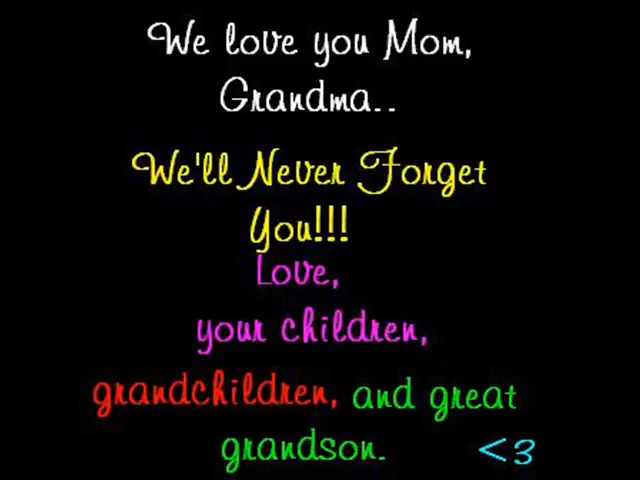 We love you Mom,
Grandma..
We'll Never Forget
You!!!
Love,
your children,
grandchildren, and great
grandson. <3